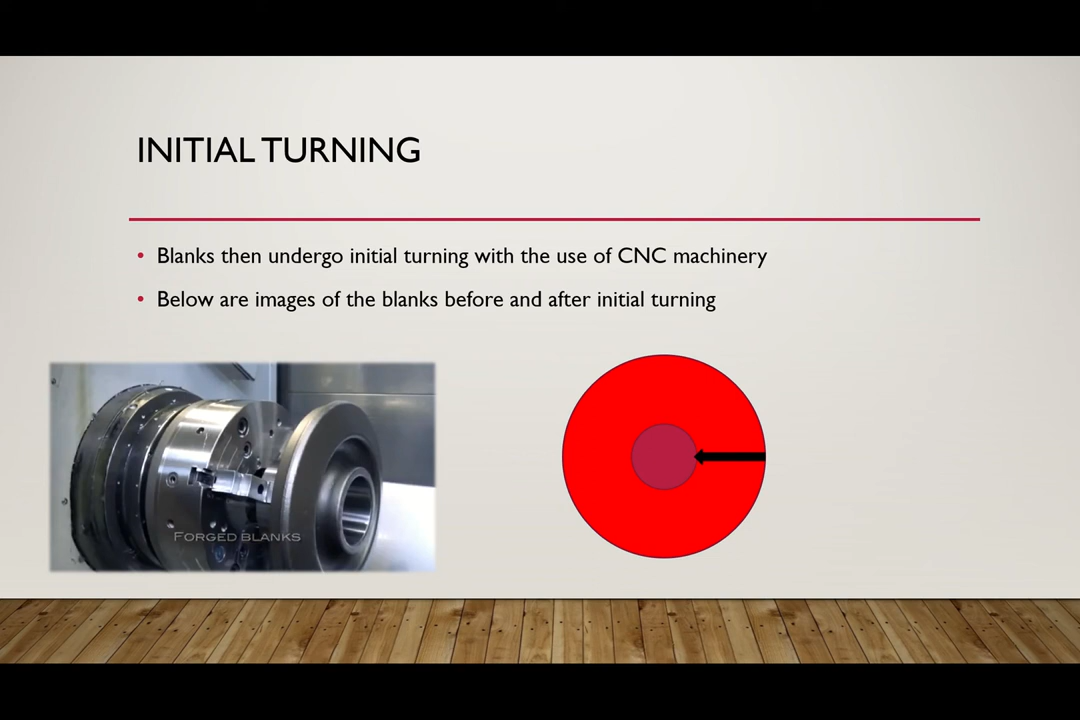 INITIAL TURNING
• Blanks then undergo initial turning with the use of CNC machinery
• Below are images of the blanks before and after initial turning
FORGED BLANKS